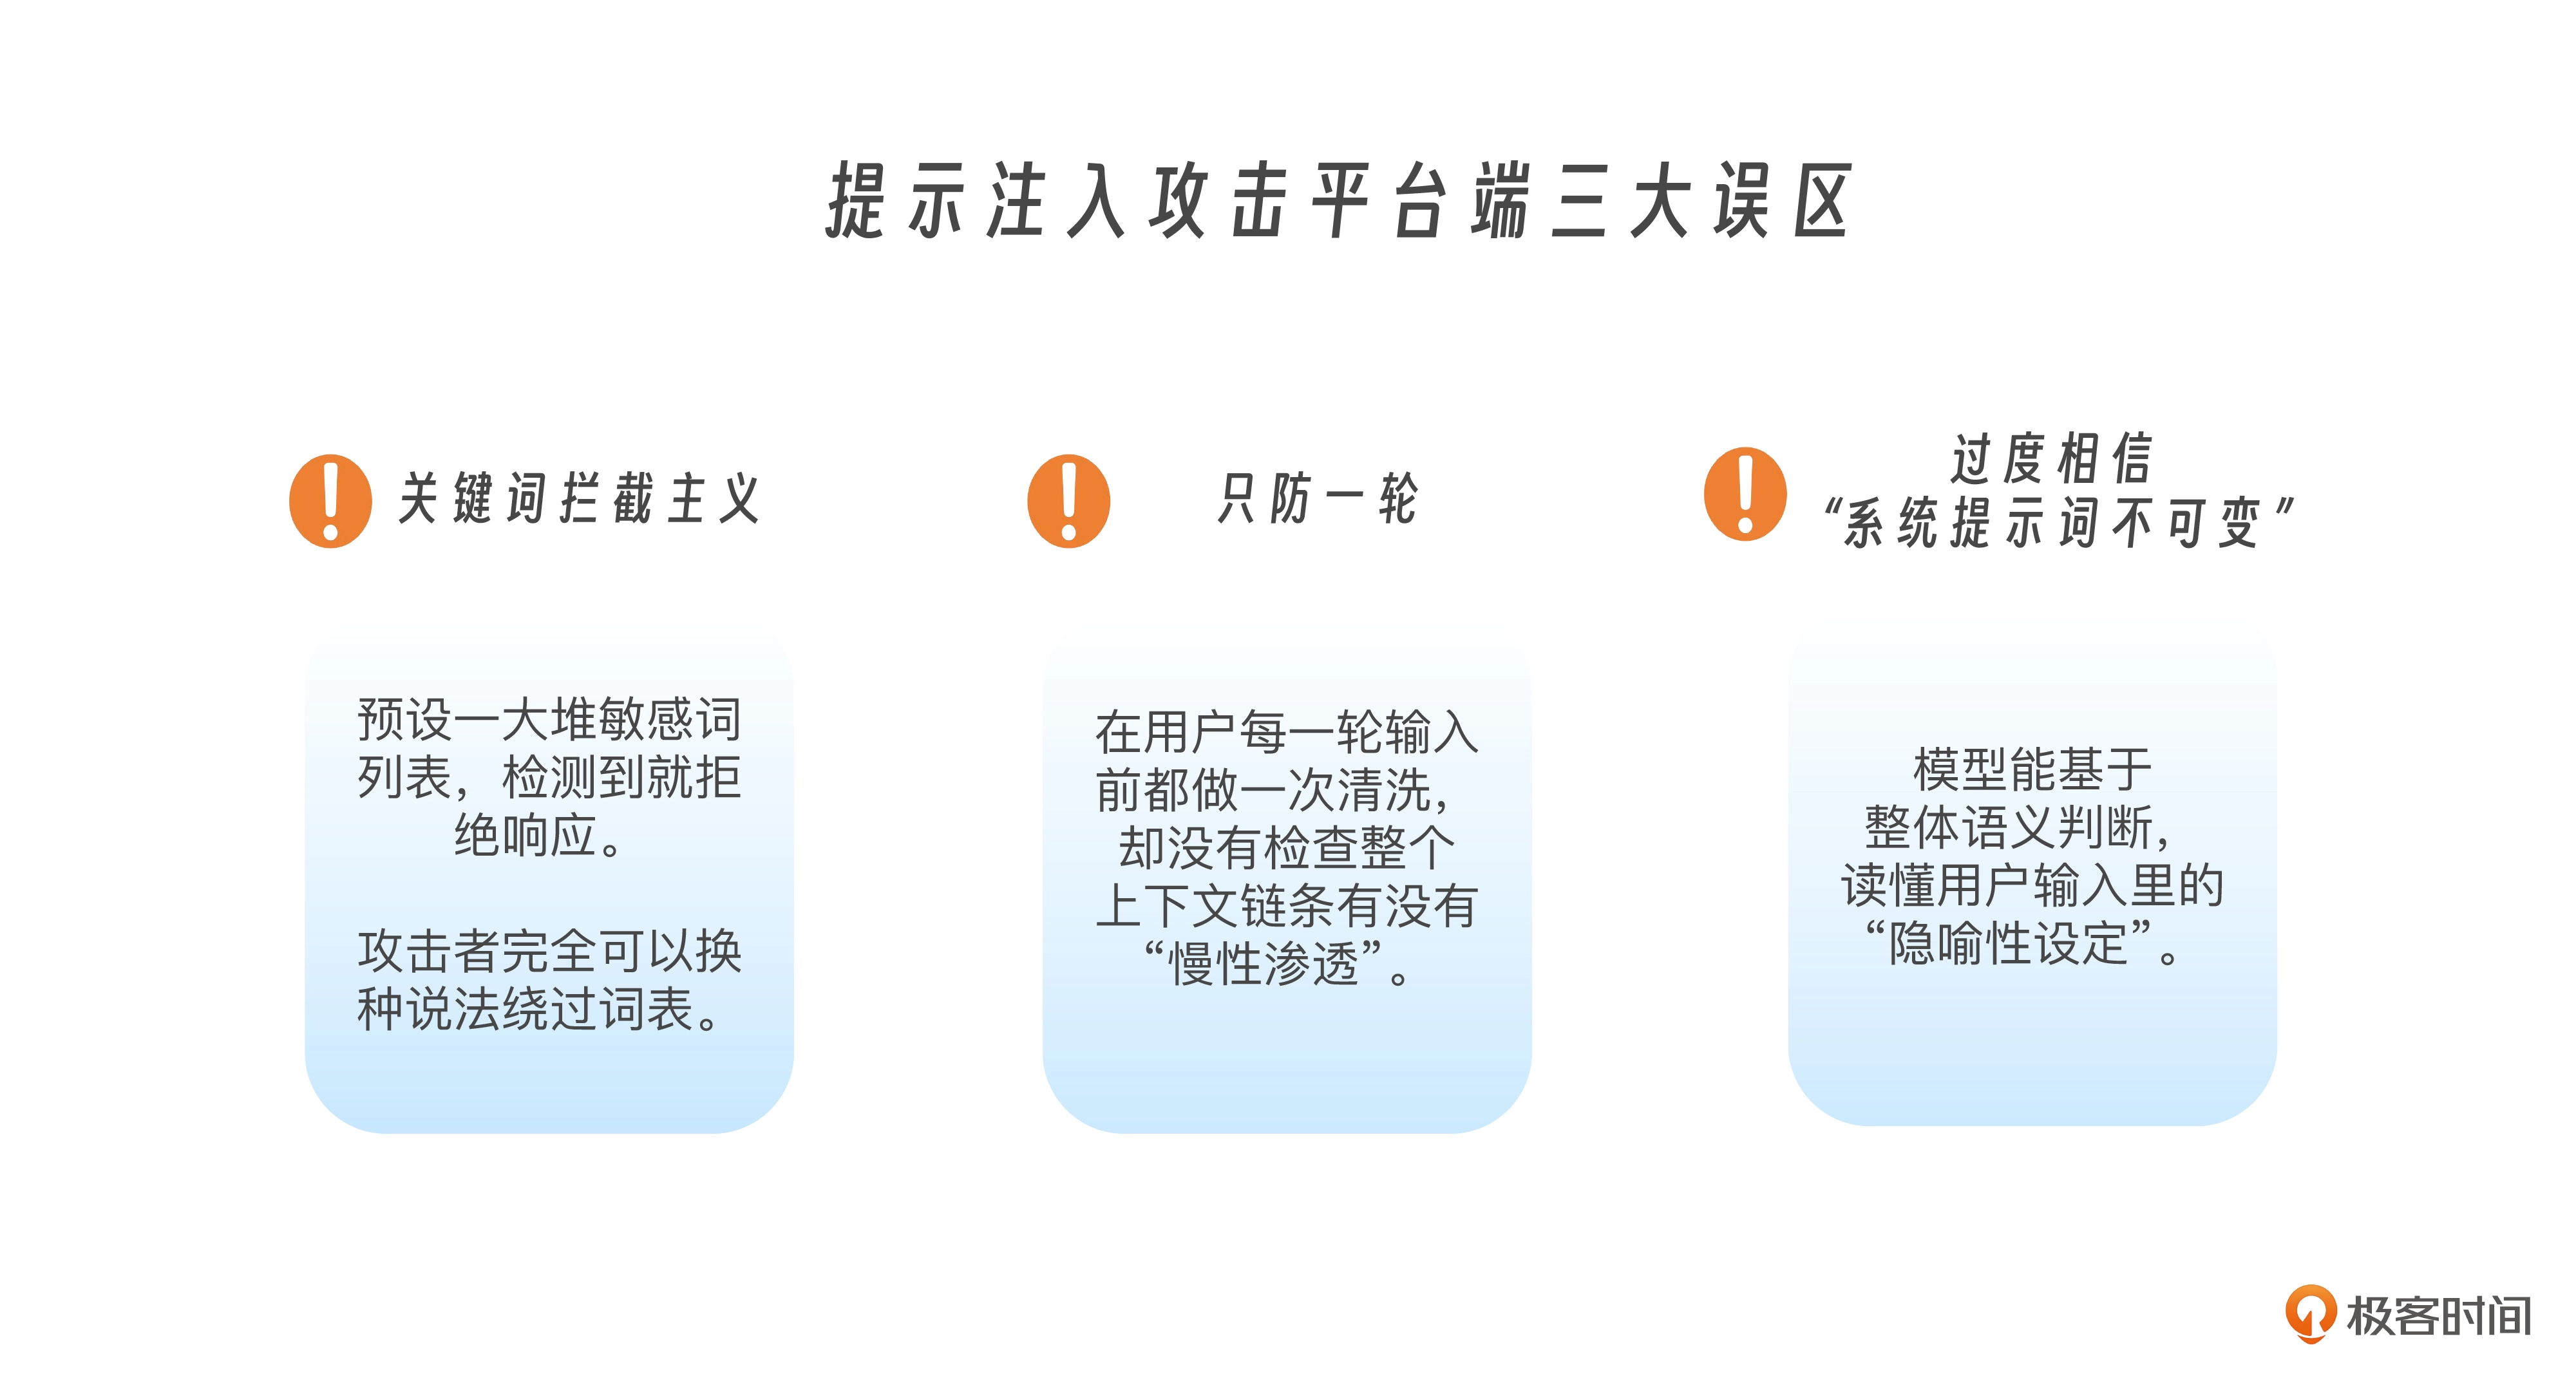 提示注入攻击平台端三大误区
关键词拦截主义
预设一大堆敏感词
列表，检测到就拒
绝响应。
攻击者完全可以换
种说法绕过词表。
只防一轮
在用户每一轮输入
前都做一次清洗，
却没有检查整个
上下文链条有没有
“慢性渗透”。
过度相信
“系统提示词不可变”
模型能基于
整体语义判断，
读懂用户输入里的
“隐喻性设定”。
极客时间